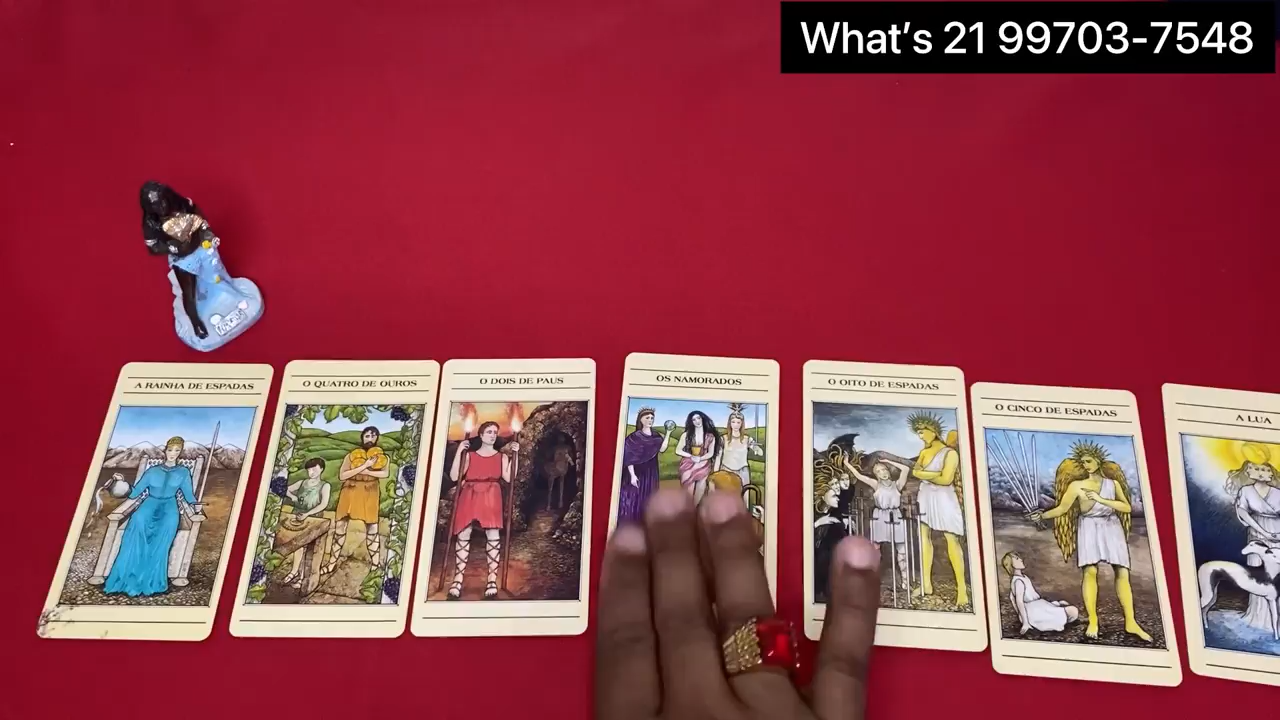 What's 21 99703-7548
A RAINHA DE ESPADAS
O QUATRO DE OUROS
O DOIS DE PAUS
OS NAMORADOS
O OITO DE ESPADAS
O CINCO DE ESPADAS
A LUA